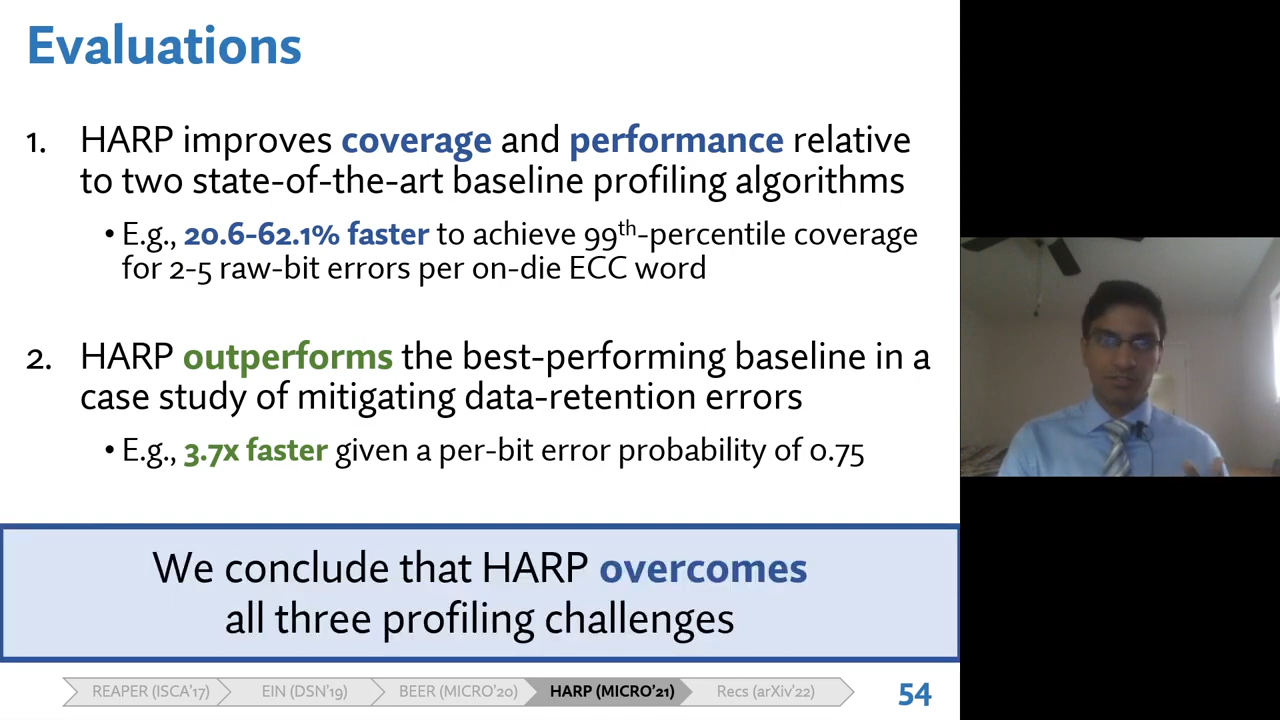 Evaluations
1. HARP improves coverage and performance relative
to two state-of-the-art baseline profiling algorithms
• E.g., 20.6-62.1% faster to achieve 99th-percentile coverage
for 2-5 raw-bit errors per on-die ECC word
2. HARP outperforms the best-performing baseline in a
case study of mitigating data-retention errors
• E.g., 3.7x faster given a per-bit error probability of 0.75
We conclude that HARP overcomes
all three profiling challenges
REAPER (ISCA'17) EIN (DSN'19) BEER (MICRO'20) HARP (MICRO'21) Recs (arXiv'22) 54